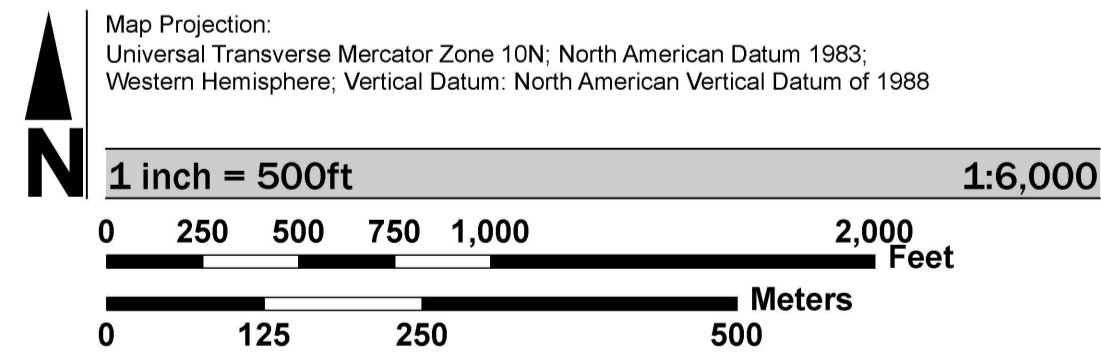 Map Projection:
Universal Transverse Mercator Zone 10N; North American Datum 1983;
Western Hemisphere; Vertical Datum: North American Vertical Datum of 1988
N
1 inch = 500ft 1:6,000
0 250 500 750 1,000 2,000
Feet
Meters
0 125 250 500